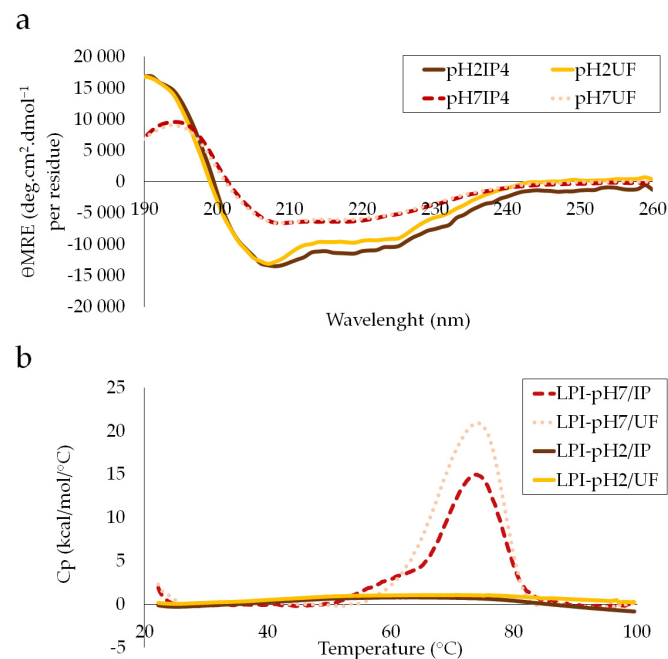 a
20 000
15 000
10 000
5 000
0
-5 000
-10 000
-15 000
-20 000
θMRE (deg.cm².dmol⁻¹
per residue)
190 200 210 220 230 240 250 260
Wavelenght (nm)
pH2IP4 pH2UF
pH7IP4 pH7UF
b
25
20
15
10
5
0
-5
Cp (kcal/mol/°C)
20 40 60 80 100
Temperature (°C)
LPI-pH7/IP
LPI-pH7/UF
LPI-pH2/IP
LPI-pH2/UF